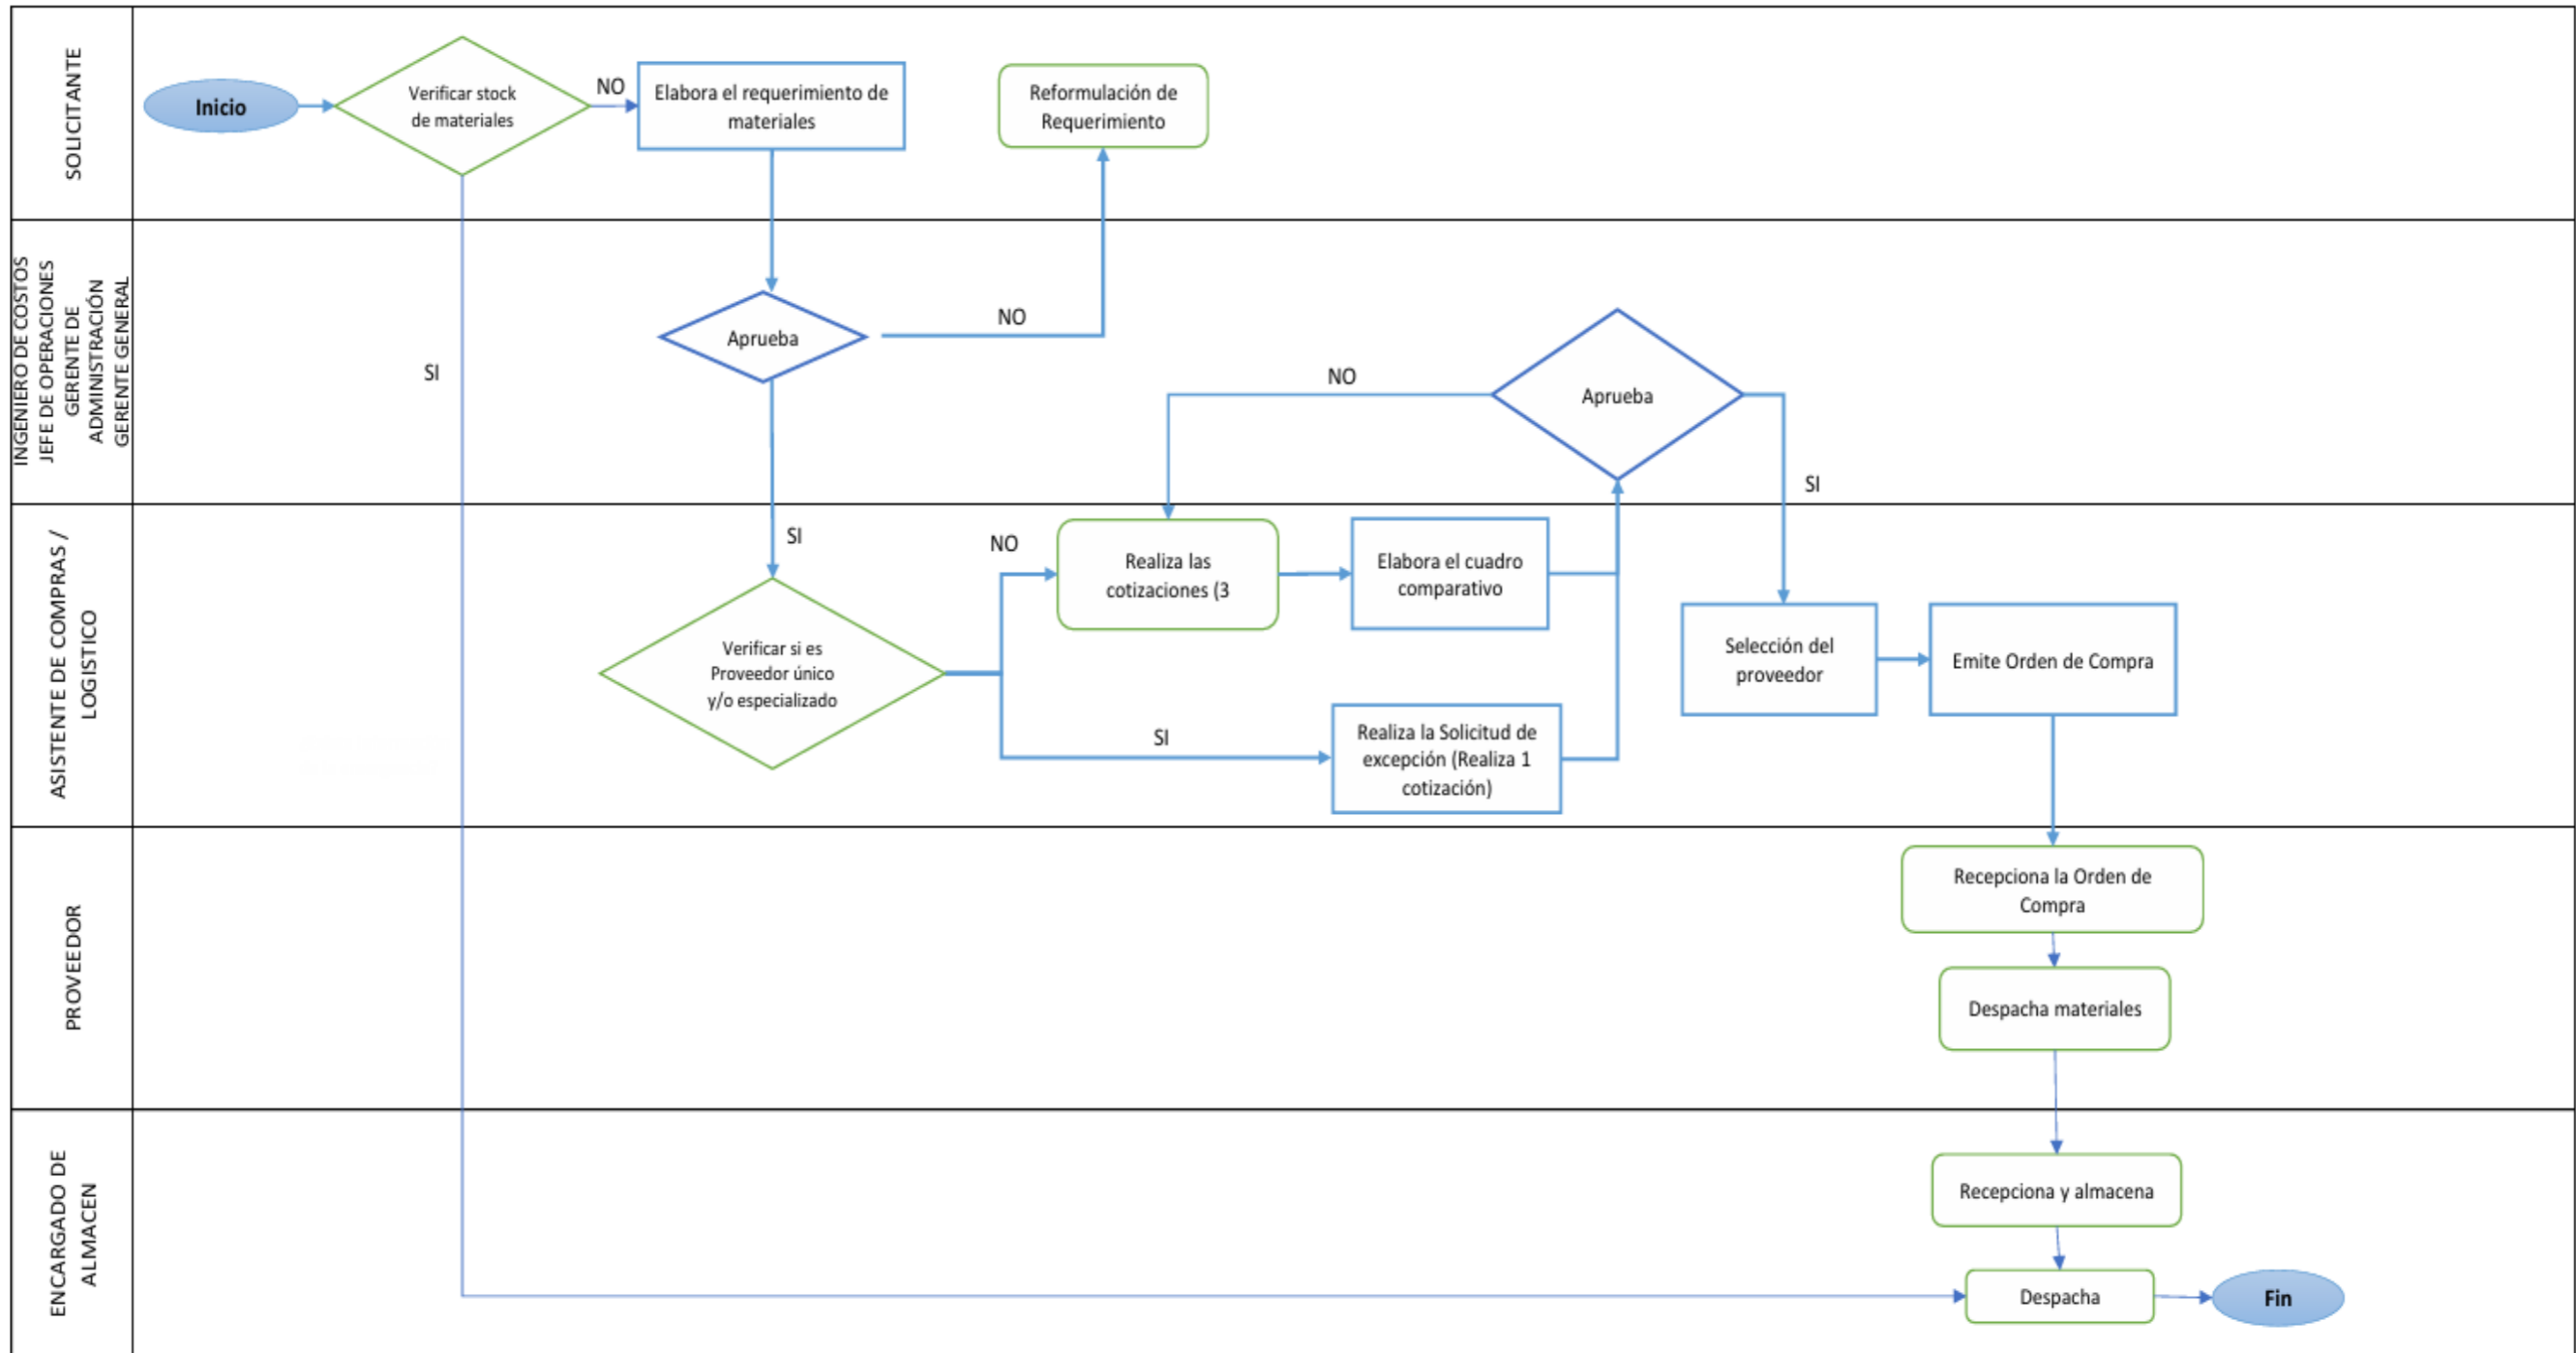 SOLICITANTE
Inicio
Verificar stock
de materiales
NO
Elabora el requerimiento de
materiales
Reformulación de
Requerimiento
INGENIERO DE COSTOS
JEFE DE OPERACIONES
GERENTE DE
ADMINISTRACIÓN
GERENTE GENERAL
SI
Aprueba
NO
NO
Aprueba
SI
ASISTENTE DE COMPRAS /
LOGISTICO
SI
Verificar si es
Proveedor único
y/o especializado
NO
Realiza las
cotizaciones (3
Elabora el cuadro
comparativo
SI
Realiza la Solicitud de
excepción (Realiza 1
cotización)
Selección del
proveedor
Emite Orden de Compra
PROVEEDOR
Recepciona la Orden de
Compra
Despacha materiales
ENCARGADO DE
ALMACEN
Recepciona y almacena
Despacha
Fin